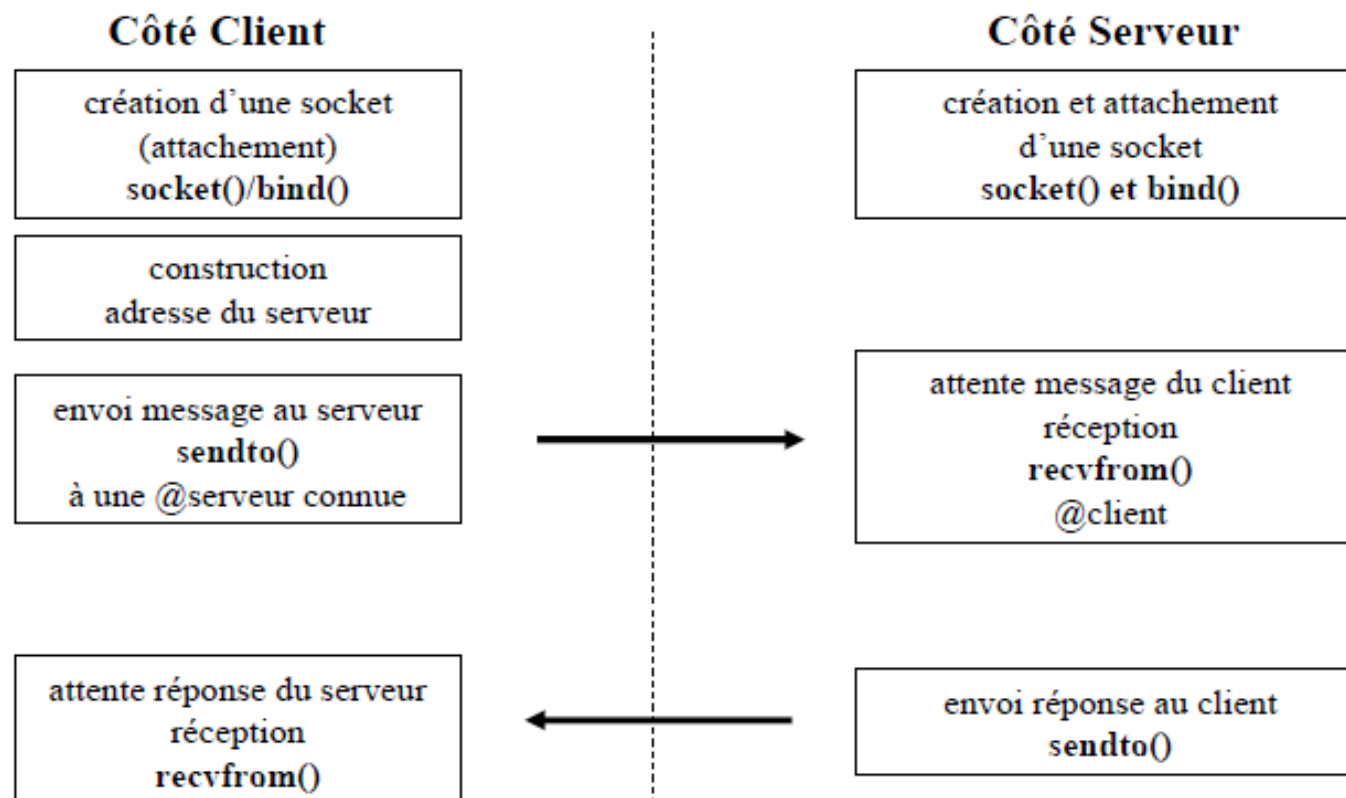 Côté Client
création d'une socket
(attachement)
socket()/bind()
construction
adresse du serveur
envoi message au serveur
sendto()
à une @serveur connue
attente réponse du serveur
réception
recvfrom()
Côté Serveur
création et attachement
d'une socket
socket() et bind()
attente message du client
réception
recvfrom()
@client
envoi réponse au client
sendto()